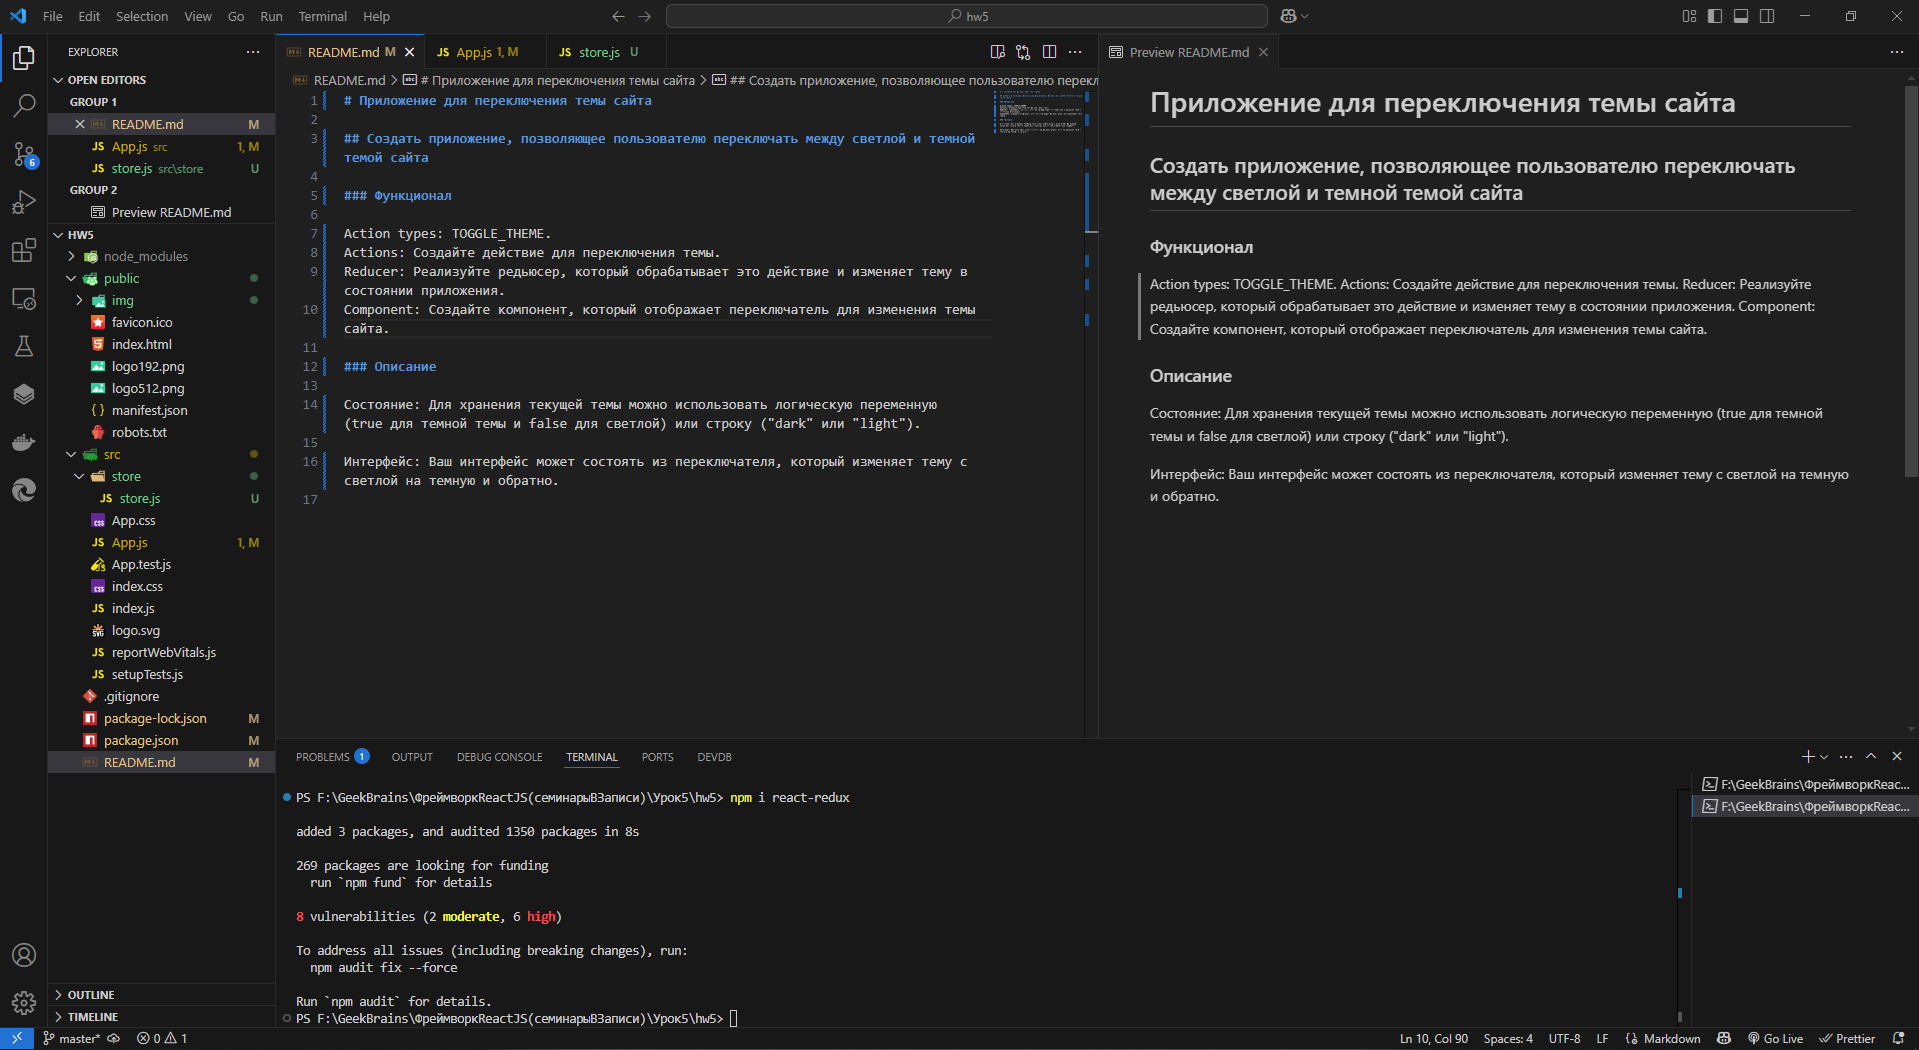 File Edit Selection View Go Run Terminal Help
hw5
EXPLORER
OPEN EDITORS
GROUP 1
README.md M
JS App.js src 1, M
JS store.js src\store U
GROUP 2
Preview README.md
HW5
node_modules
public
img
favicon.ico
index.html
logo192.png
logo512.png
manifest.json
robots.txt
src
store
JS store.js U
App.css
JS App.js 1, M
App.test.js
index.css
JS index.js
logo.svg
JS reportWebVitals.js
JS setupTests.js
.gitignore
package-lock.json M
package.json M
README.md M
OUTLINE
TIMELINE
6
README.md M
JS App.js 1, M
JS store.js U
README.md > # Приложение для переключения темы сайта > ## Создать приложение, позволяющее пользователю перекл
1 # Приложение для переключения темы сайта
2
3 ## Создать приложение, позволяющее пользователю переключать между светлой и темной
темой сайта
4
5 ### Функционал
6
7 Action types: TOGGLE_THEME.
8 Actions: Создайте действие для переключения темы.
9 Reducer: Реализуйте редьюсер, который обрабатывает это действие и изменяет тему в
состоянии приложения.
10 Component: Создайте компонент, который отображает переключатель для изменения темы
сайта.
11
12 ### Описание
13
14 Состояние: Для хранения текущей темы можно использовать логическую переменную
(true для темной темы и false для светлой) или строку ("dark" или "light").
15
16 Интерфейс: Ваш интерфейс может состоять из переключателя, который изменяет тему с
светлой на темную и обратно.
17
Preview README.md
Приложение для переключения темы сайта
Создать приложение, позволяющее пользователю переключать
между светлой и темной темой сайта
Функционал
Action types: TOGGLE_THEME. Actions: Создайте действие для переключения темы. Reducer: Реализуйте
редьюсер, который обрабатывает это действие и изменяет тему в состоянии приложения. Component:
Создайте компонент, который отображает переключатель для изменения темы сайта.
Описание
Состояние: Для хранения текущей темы можно использовать логическую переменную (true для темной
темы и false для светлой) или строку ("dark" или "light").
Интерфейс: Ваш интерфейс может состоять из переключателя, который изменяет тему с светлой на темную
и обратно.
PROBLEMS 1 OUTPUT DEBUG CONSOLE TERMINAL PORTS DEVDB
PS F:\GeekBrains\ФреймворкReactJS(семинарыВЗаписи)\Урок5\hw5> npm i react-redux
added 3 packages, and audited 1350 packages in 8s
269 packages are looking for funding
run `npm fund` for details
8 vulnerabilities (2 moderate, 6 high)
To address all issues (including breaking changes), run:
npm audit fix --force
Run `npm audit` for details.
PS F:\GeekBrains\ФреймворкReactJS(семинарыВЗаписи)\Урок5\hw5>
F:\GeekBrains\ФреймворкReac...
F:\GeekBrains\ФреймворкReac...
master* 0 1
Ln 10, Col 90 Spaces: 4 UTF-8 LF Markdown Go Live Prettier